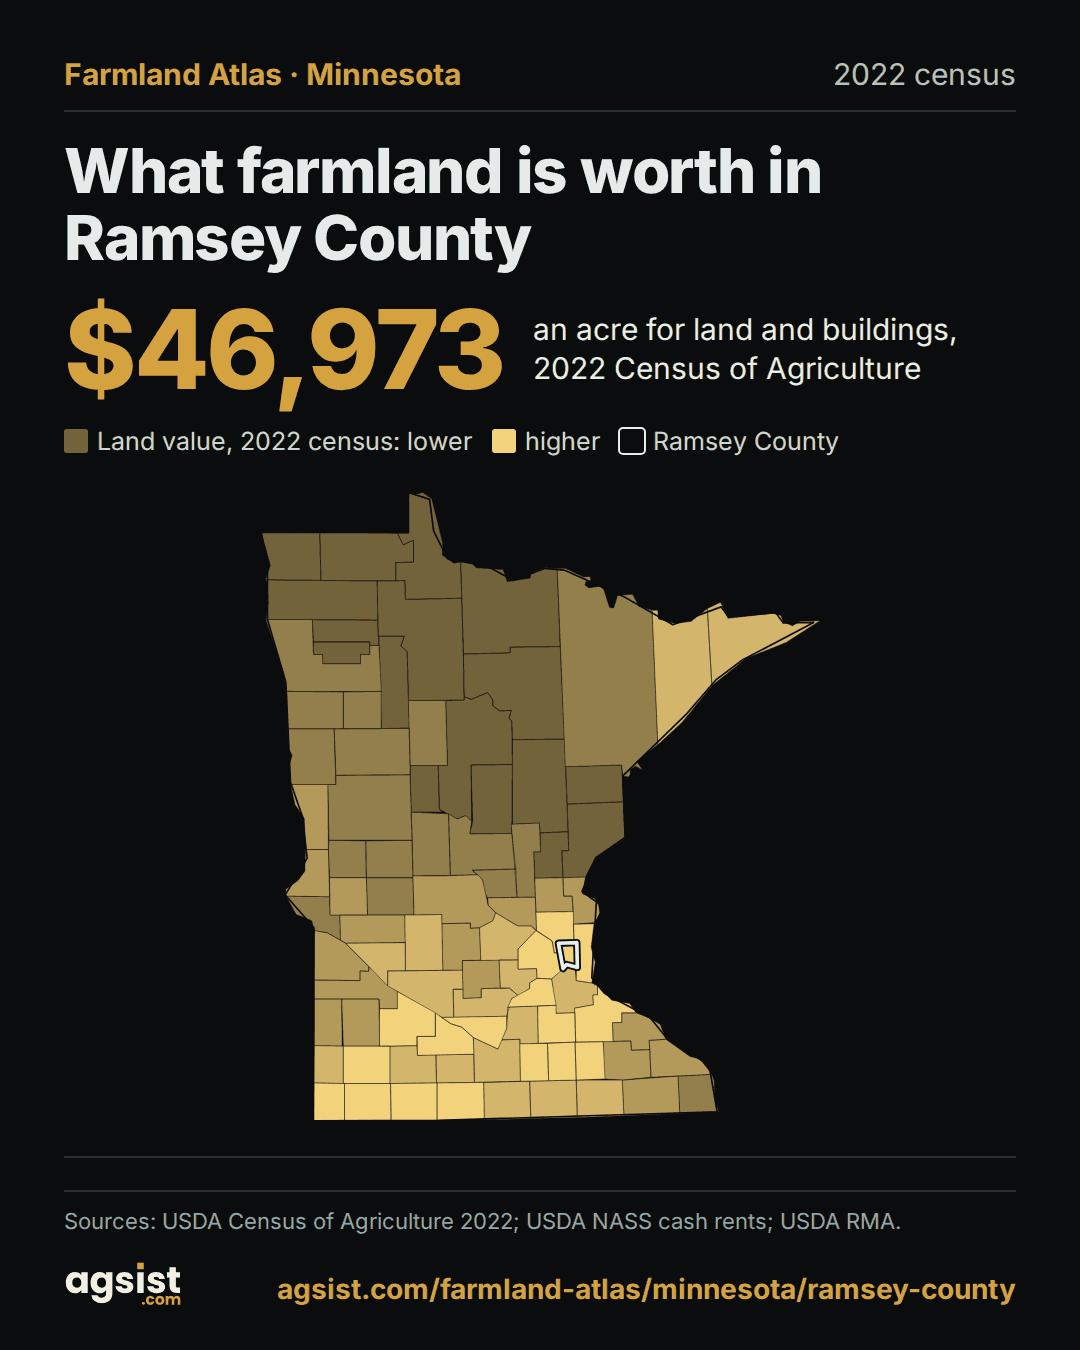 Farmland Atlas · Minnesota
2022 census
What farmland is worth in
Ramsey County
$46,973
an acre for land and buildings,
2022 Census of Agriculture
Land value, 2022 census: lower
higher
Ramsey County
Sources: USDA Census of Agriculture 2022; USDA NASS cash rents; USDA RMA.
agsist
.com
agsist.com/farmland-atlas/minnesota/ramsey-county